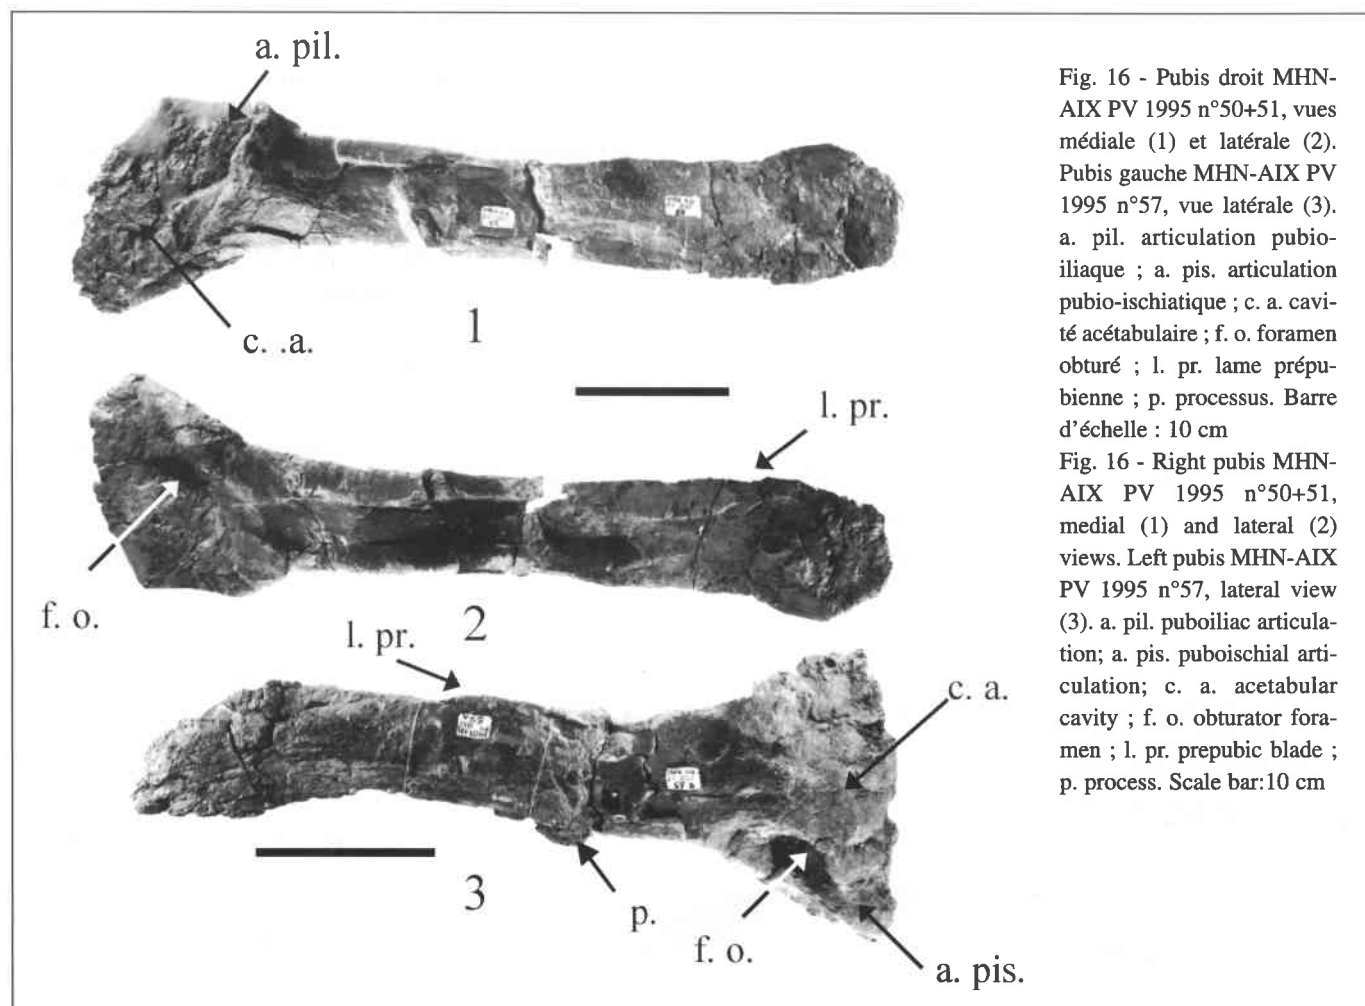 a. pil.
c. .a.
1
l. pr.
f. o.
2
l. pr.
c. a.
3
p.
f. o.
a. pis.
Fig. 16 - Pubis droit MHN-
AIX PV 1995 n°50+51, vues
médiale (1) et latérale (2).
Pubis gauche MHN-AIX PV
1995 n°57, vue latérale (3).
a. pil. articulation pubio-
iliaque ; a. pis. articulation
pubio-ischiatique ; c. a. cavi-
té acétabulaire ; f. o. foramen
obturé ; l. pr. lame prépu-
bienne ; p. processus. Barre
d'échelle : 10 cm
Fig. 16 - Right pubis MHN-
AIX PV 1995 n°50+51,
medial (1) and lateral (2)
views. Left pubis MHN-AIX
PV 1995 n°57, lateral view
(3). a. pil. puboiliac articula-
tion; a. pis. puboischial arti-
culation; c. a. acetabular
cavity ; f. o. obturator fora-
men ; l. pr. prepubic blade ;
p. process. Scale bar:10 cm